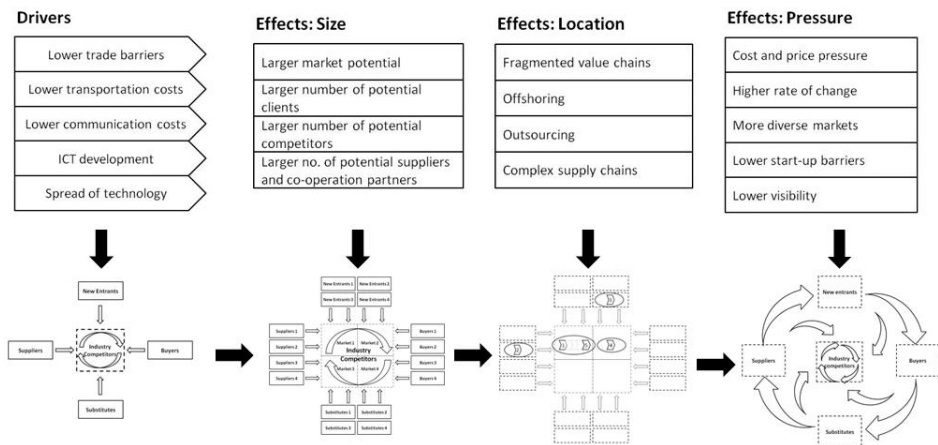 Drivers
Lower trade barriers
Lower transportation costs
Lower communication costs
ICT development
Spread of technology
Effects: Size
Larger market potential
Larger number of potential
clients
Larger number of potential
competitors
Larger no. of potential suppliers
and co-operation partners
Effects: Location
Fragmented value chains
Offshoring
Outsourcing
Complex supply chains
Effects: Pressure
Cost and price pressure
Higher rate of change
More diverse markets
Lower start-up barriers
Lower visibility
New Entrants
Suppliers
Industry
Competitors
Buyers
Substitutes
New Entrants 1
New Entrants 2
New Entrants 3
New Entrants 4
Suppliers 1
Suppliers 2
Suppliers 3
Suppliers 4
Market 1
Market 2
Industry
Competitors
Market 3
Market 4
Buyers 1
Buyers 2
Buyers 3
Buyers 4
Substitutes 1
Substitutes 2
Substitutes 3
Substitutes 4
New entrants
Suppliers
Industry
competitors
Buyers
Substitutes